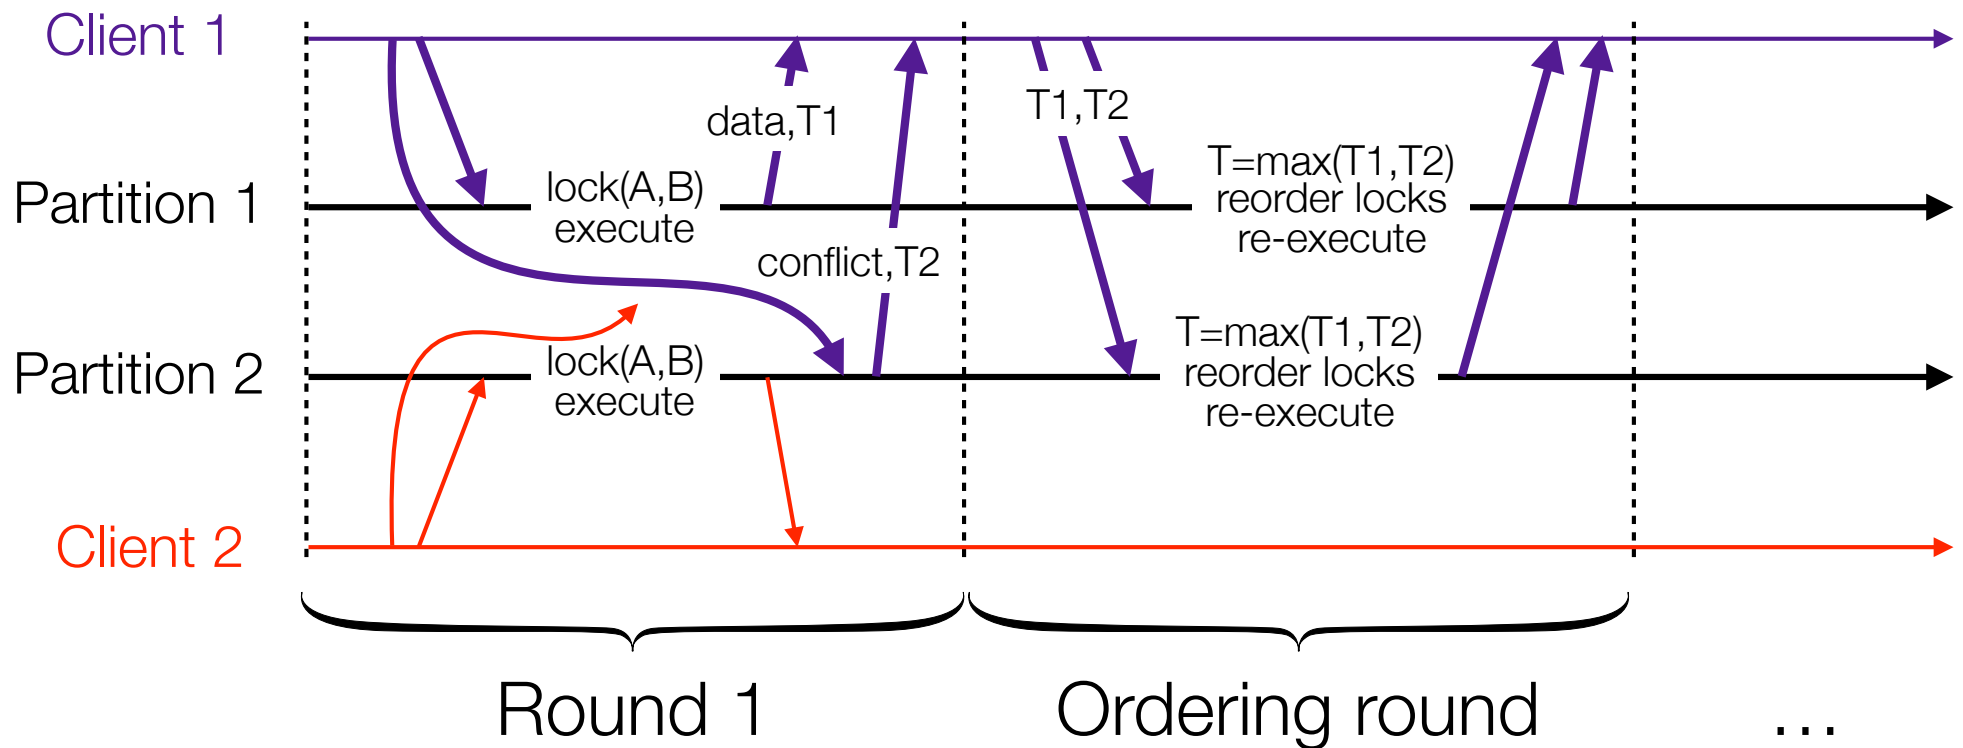 Client 1
data,T1
T1,T2
Partition 1
lock(A,B)
execute
T=max(T1,T2)
reorder locks
re-execute
conflict,T2
Partition 2
lock(A,B)
execute
T=max(T1,T2)
reorder locks
re-execute
Client 2
Round 1
Ordering round
...